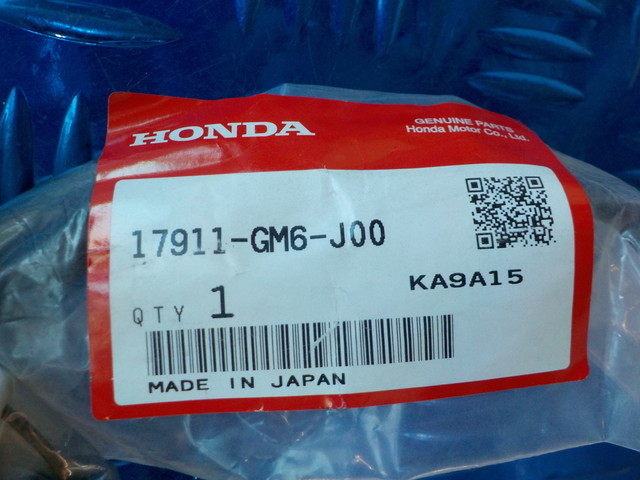 HONDA
GENUINE PARTS
Honda Motor Co., Ltd.
17911-GM6-J00
KA9A15
QTY 1
MADE IN JAPAN